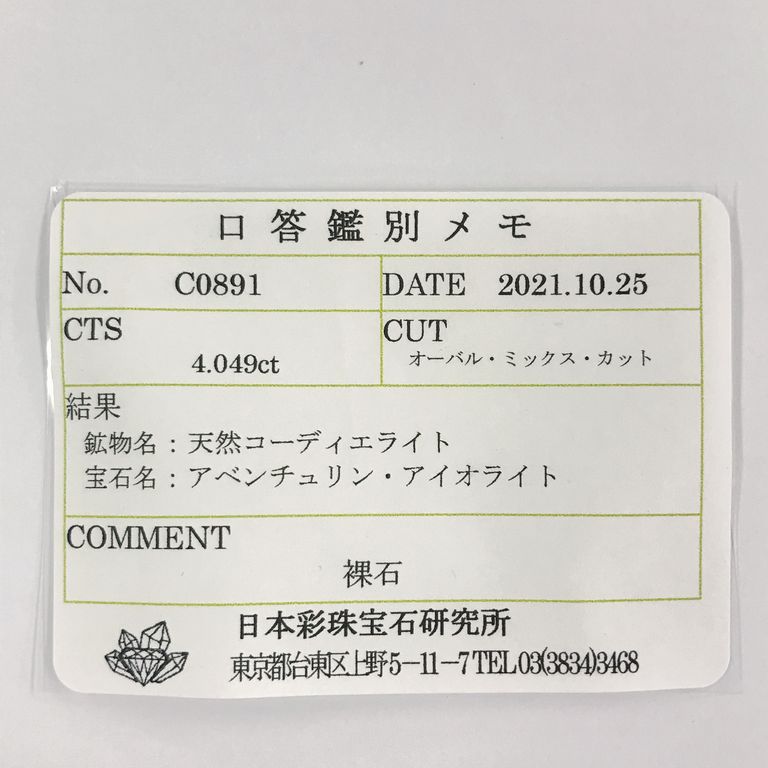 口答鑑別メモ
No. C0891 DATE 2021.10.25
CTS CUT
4.049ct オーバル・ミックス・カット
結果
鉱物名：天然コーディエライト
宝石名：アベンチュリン・アイオライト
COMMENT
裸石
日本彩珠宝石研究所
東京都台東区上野5-11-7 TEL 03(3834)3468